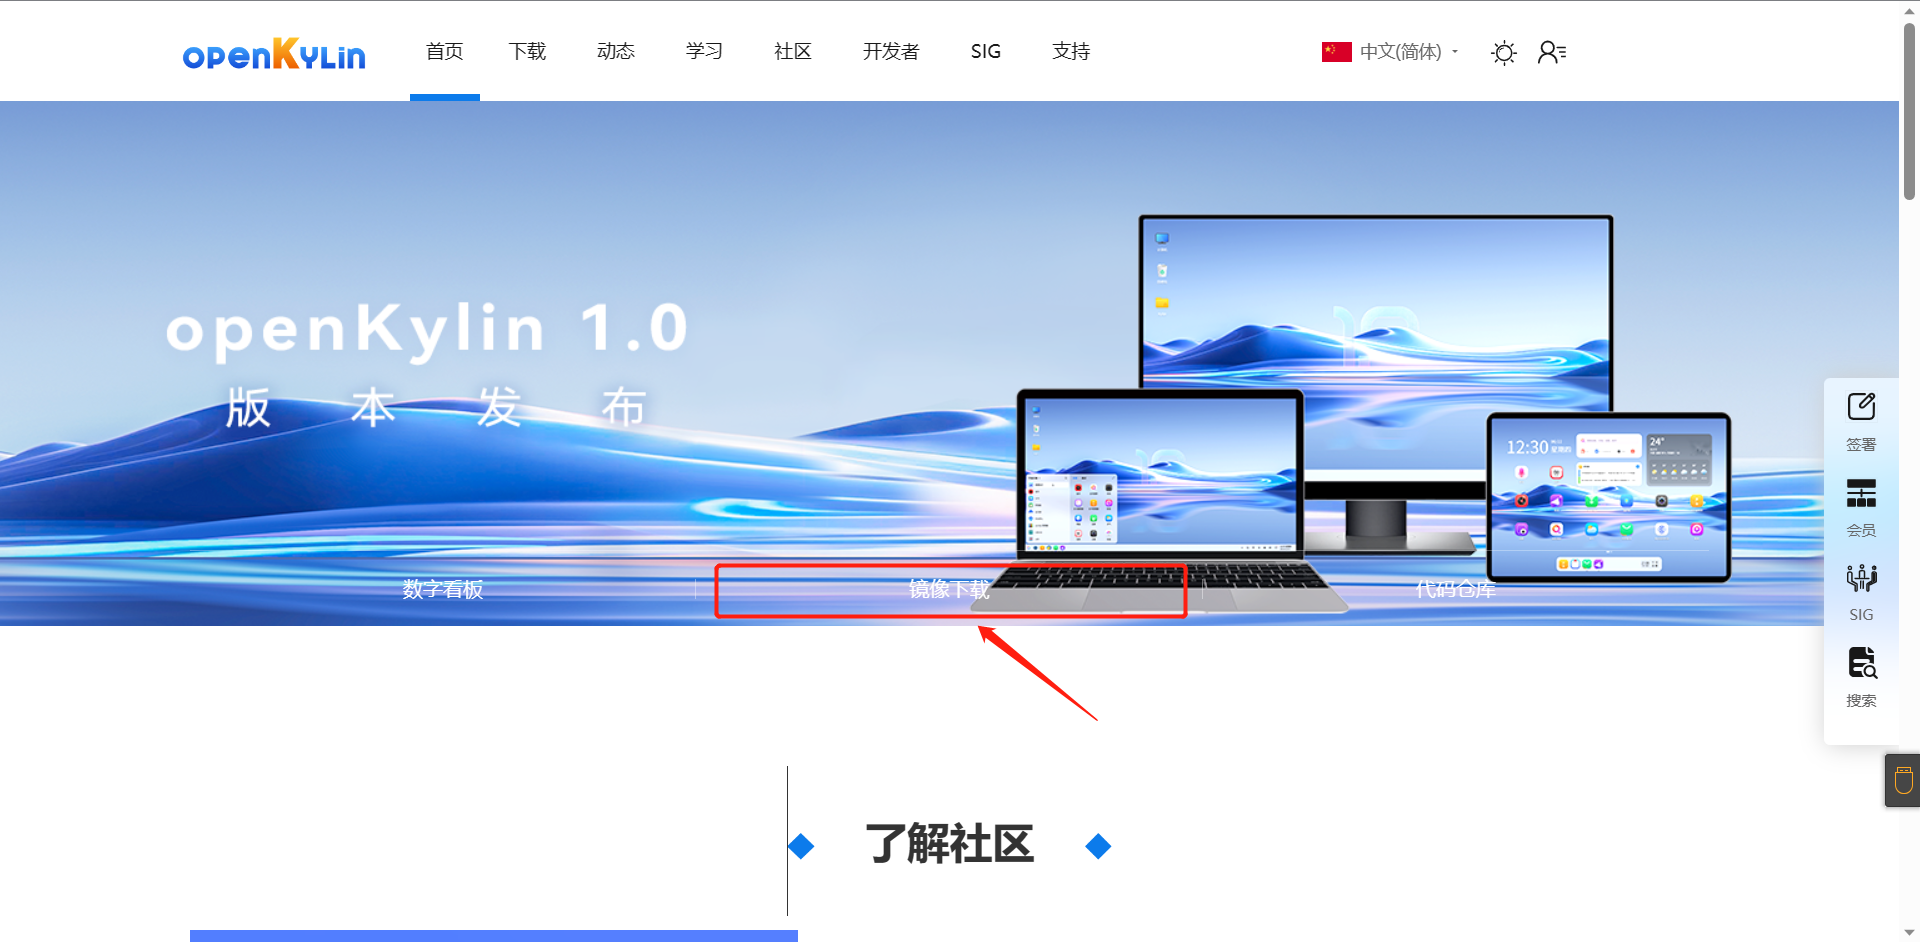 openKylin
首页
下载
动态
学习
社区
开发者
SIG
支持
中文(简体)
openKylin 1.0
版本发布
12:30
24°
数字看板
镜像下载
代码仓库
签署
会员
SIG
搜索
了解社区